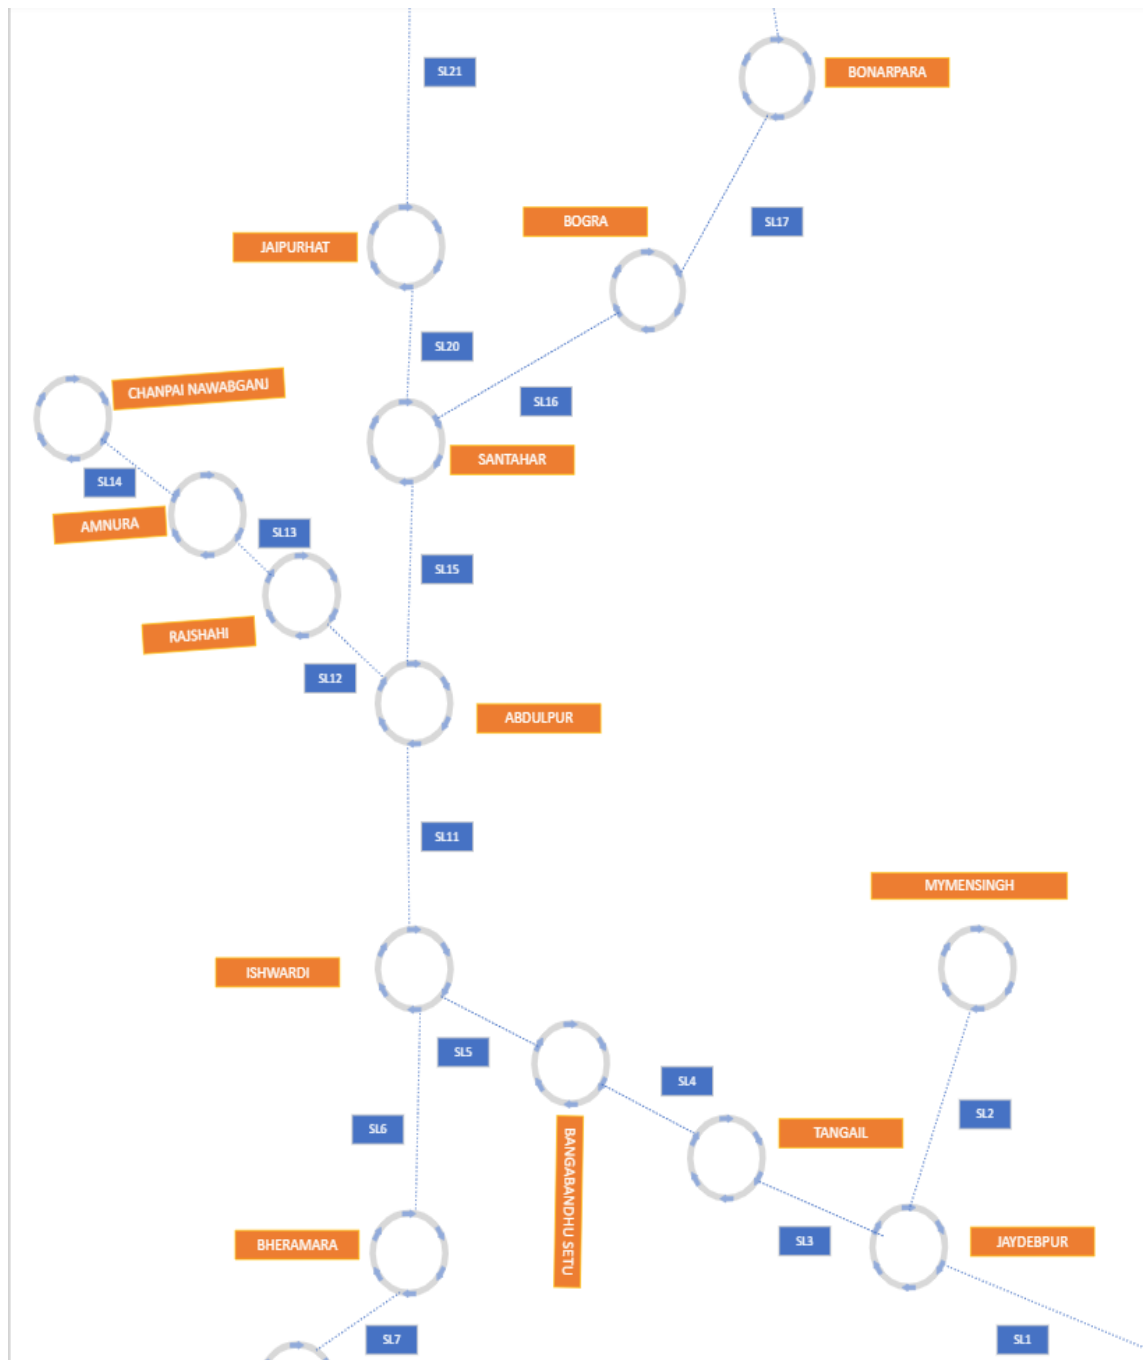 SL21
BONARPARA
BOGRA
SL17
JAIPURHAT
SL20
CHANPAI NAWABGANJ
SL16
SANTAHAR
SL14
AMNURA
SL13
SL15
RAJSHAHI
SL12
ABDULPUR
SL11
MYMENSINGH
ISHWARDI
SL5
SL4
SL2
SL6
TANGAIL
BANGABANDHU SETU
BHERAMARA
SL3
JAYDEBPUR
SL7
SL1